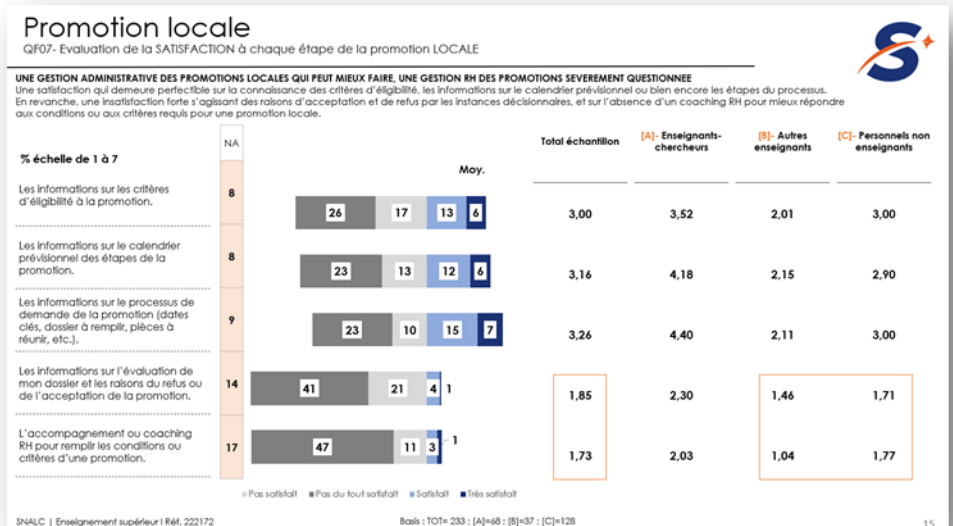 Promotion locale
QF07- Evaluation de la SATISFACTION à chaque étape de la promotion LOCALE
UNE GESTION ADMINISTRATIVE DES PROMOTIONS LOCALES QUI PEUT MIEUX FAIRE, UNE GESTION RH DES PROMOTIONS SEVEREMENT QUESTIONNEE
Une satisfaction qui demeure perfectible sur la connaissance des critères d'éligibilité, les informations sur le calendrier prévisionnel ou bien encore les étapes du processus.
En revanche, une insatisfaction forte s'agissant des raisons d'acceptation et de refus par les instances décisionnaires, et sur l'absence d'un coaching RH pour mieux répondre
aux conditions ou aux critères requis pour une promotion locale.
% échelle de 1 à 7
NA
Moy.
Total échantillon
[A]- Enseignants-
chercheurs
[B]- Autres
enseignants
[C]- Personnels non
enseignants
Les informations sur les critères
d'éligibilité à la promotion.
8
26 17 13 6
3,00 3,52 2,01 3,00
Les informations sur le calendrier
prévisionnel des étapes de la
promotion.
8
23 13 12 6
3,16 4,18 2,15 2,90
Les informations sur le processus de
demande de la promotion (dates
clés, dossier à remplir, pièces à
réunir, etc.).
9
23 10 15 7
3,26 4,40 2,11 3,00
Les informations sur l'évaluation de
mon dossier et les raisons du refus ou
de l'acceptation de la promotion.
14
41 21 4 1
1,85 2,30 1,46 1,71
L'accompagnement ou coaching
RH pour remplir les conditions ou
critères d'une promotion.
17
47 11 3 1
1,73 2,03 1,04 1,77
Pas satisfait Pas du tout satisfait Satisfait Très satisfait
SNALC | Enseignement supérieur I Réf. 222172
Basis : TOT= 233 ; [A]=68 ; [B]=37 ; [C]=128
15